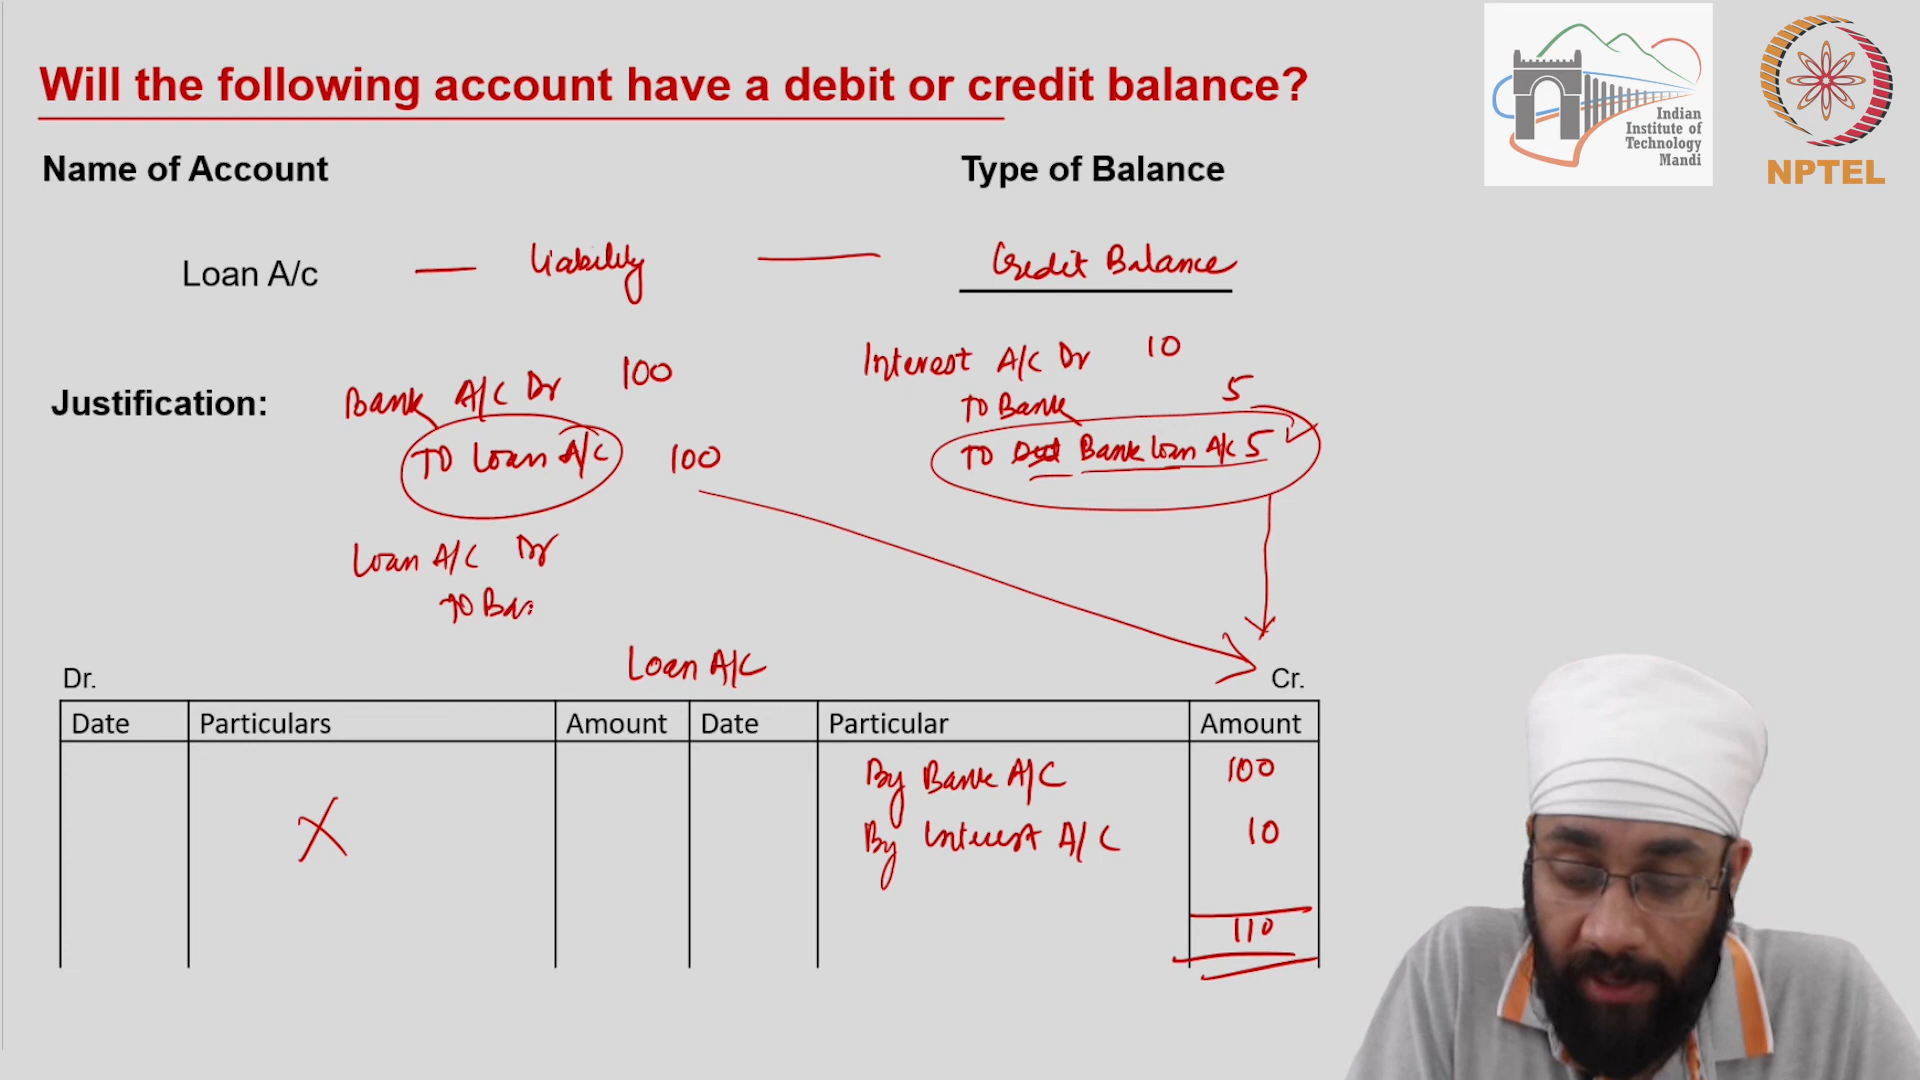 Will the following account have a debit or credit balance?
Indian
Institute of
Technology
Mandi
NPTEL
Name of Account
Type of Balance
Loan A/c — Liability — Credit Balance
Justification:
Bank A/C Dr 100
TO Loan A/C 100
Loan A/C Dr
TO Ban
Interest A/C Dr 10
TO Bank 5
TO Bank Loan A/C 5
Loan A/C
Dr.
Cr.
Date Particulars Amount Date Particular Amount
By Bank A/C 100
By Interest A/C 10
110